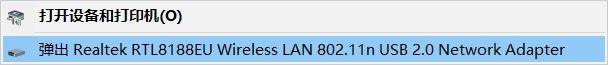 打开设备和打印机(O)
弹出 Realtek RTL8188EU Wireless LAN 802.11n USB 2.0 Network Adapter